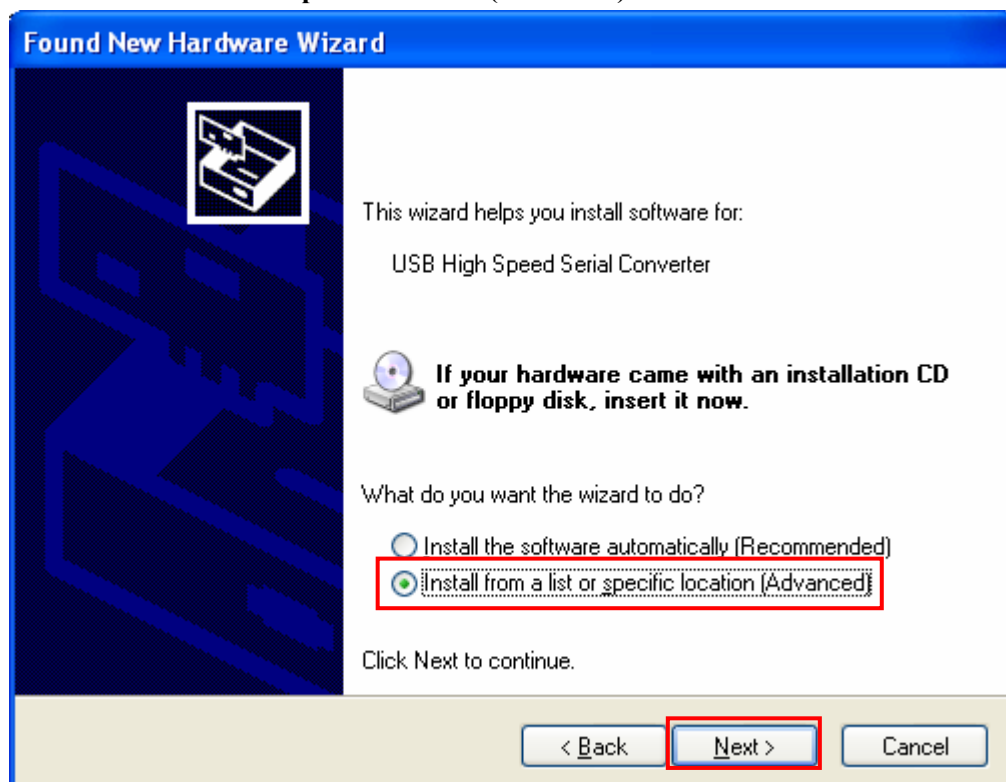 Found New Hardware Wizard
This wizard helps you install software for:
USB High Speed Serial Converter
If your hardware came with an installation CD
or floppy disk, insert it now.
What do you want the wizard to do?
Install the software automatically (Recommended)
Install from a list or specific location (Advanced)
Click Next to continue.
< Back
Next >
Cancel